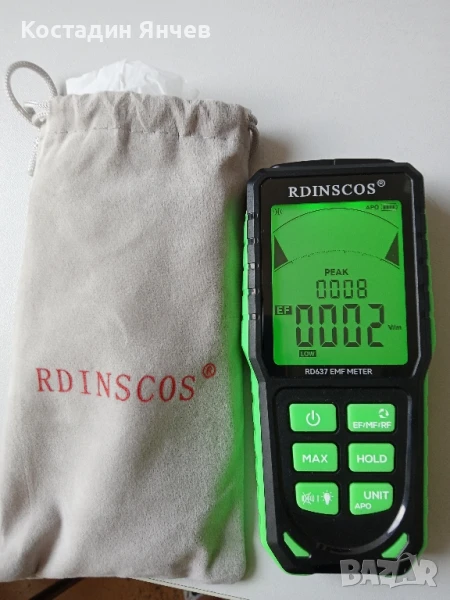 Костадин Янчев
RDINSCOS®
RDINSCOS®
APO
PEAK
0008
EF
0002 V/m
LOW
RD637 EMF METER
EF/MF/RF
MAX
HOLD
UNIT
APO
BAZAR